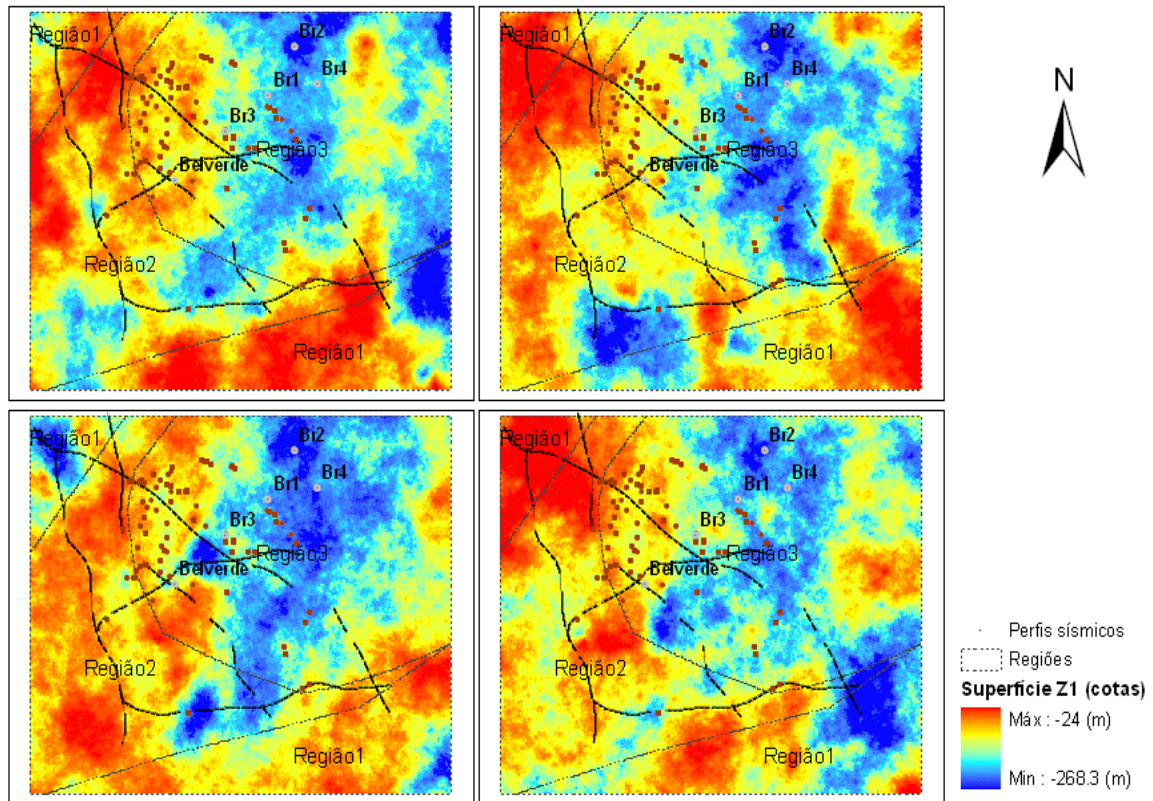 Região1
Br2
Br1
Br4
Br3
Região3
Belverde
Região2
Região1
Região1
Br2
Br1
Br4
Br3
Região3
Belverde
Região2
Região1
N
Região1
Br2
Br4
Br1
Br3
Região3
Belverde
Região2
Região1
Região1
Br2
Br4
Br1
Br3
Região3
Belverde
Região2
Região1
Perfis sísmicos
Regiões
Superfície Z1 (cotas)
Máx : -24 (m)
Min : -268.3 (m)